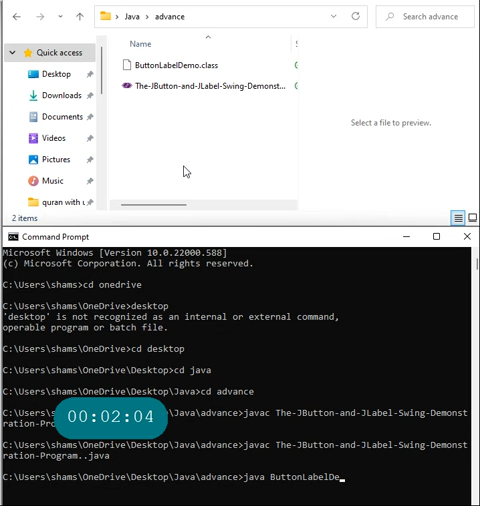 Java
advance
Search advance
Name
Quick access
ButtonLabelDemo.class
Desktop
The-JButton-and-JLabel-Swing-Demonst...
Downloads
Documents
Select a file to preview.
Videos
Pictures
Music
quran with
2 items
Command Prompt
Microsoft Windows [Version 10.0.22000.588]
(c) Microsoft Corporation. All rights reserved.
C:\Users\shams>cd onedrive
C:\Users\shams\OneDrive>desktop
'desktop' is not recognized as an internal or external command,
operable program or batch file.
C:\Users\shams\OneDrive>cd desktop
C:\Users\shams\OneDrive\Desktop>cd java
C:\Users\shams\OneDrive\Desktop\Java>cd advance
C:\Users\shams\OneDrive\Desktop\Java\advance>javac The-JButton-and-JLabel-Swing-Demonst
ration-Pro
00:02:04
C:\Users\shams\OneDrive\Desktop\Java\advance>javac The-JButton-and-JLabel-Swing-Demonst
ration-Program..java
C:\Users\shams\OneDrive\Desktop\Java\advance>java ButtonLabelDe